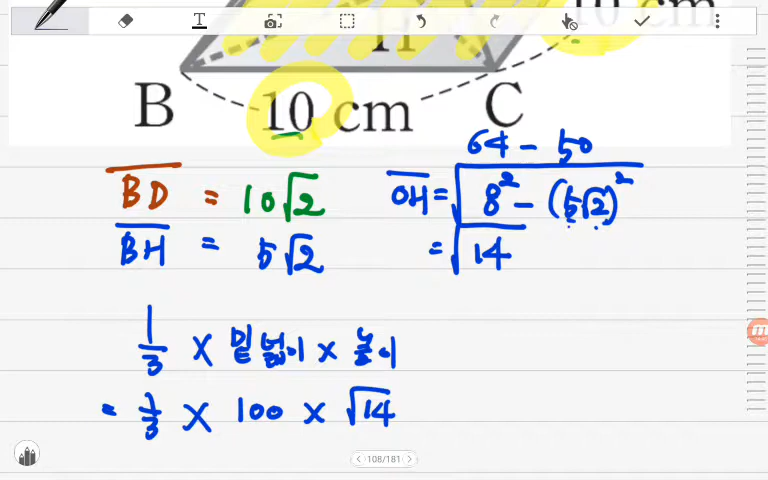 T
H
10 cm
B
10 cm
C
64 - 50
BD = 10√2
OH = √8² - (5√2)²
BH = 5√2
= √14
1/3 × 밑넓이 × 높이
= 1/3 × 100 × √14
108/181